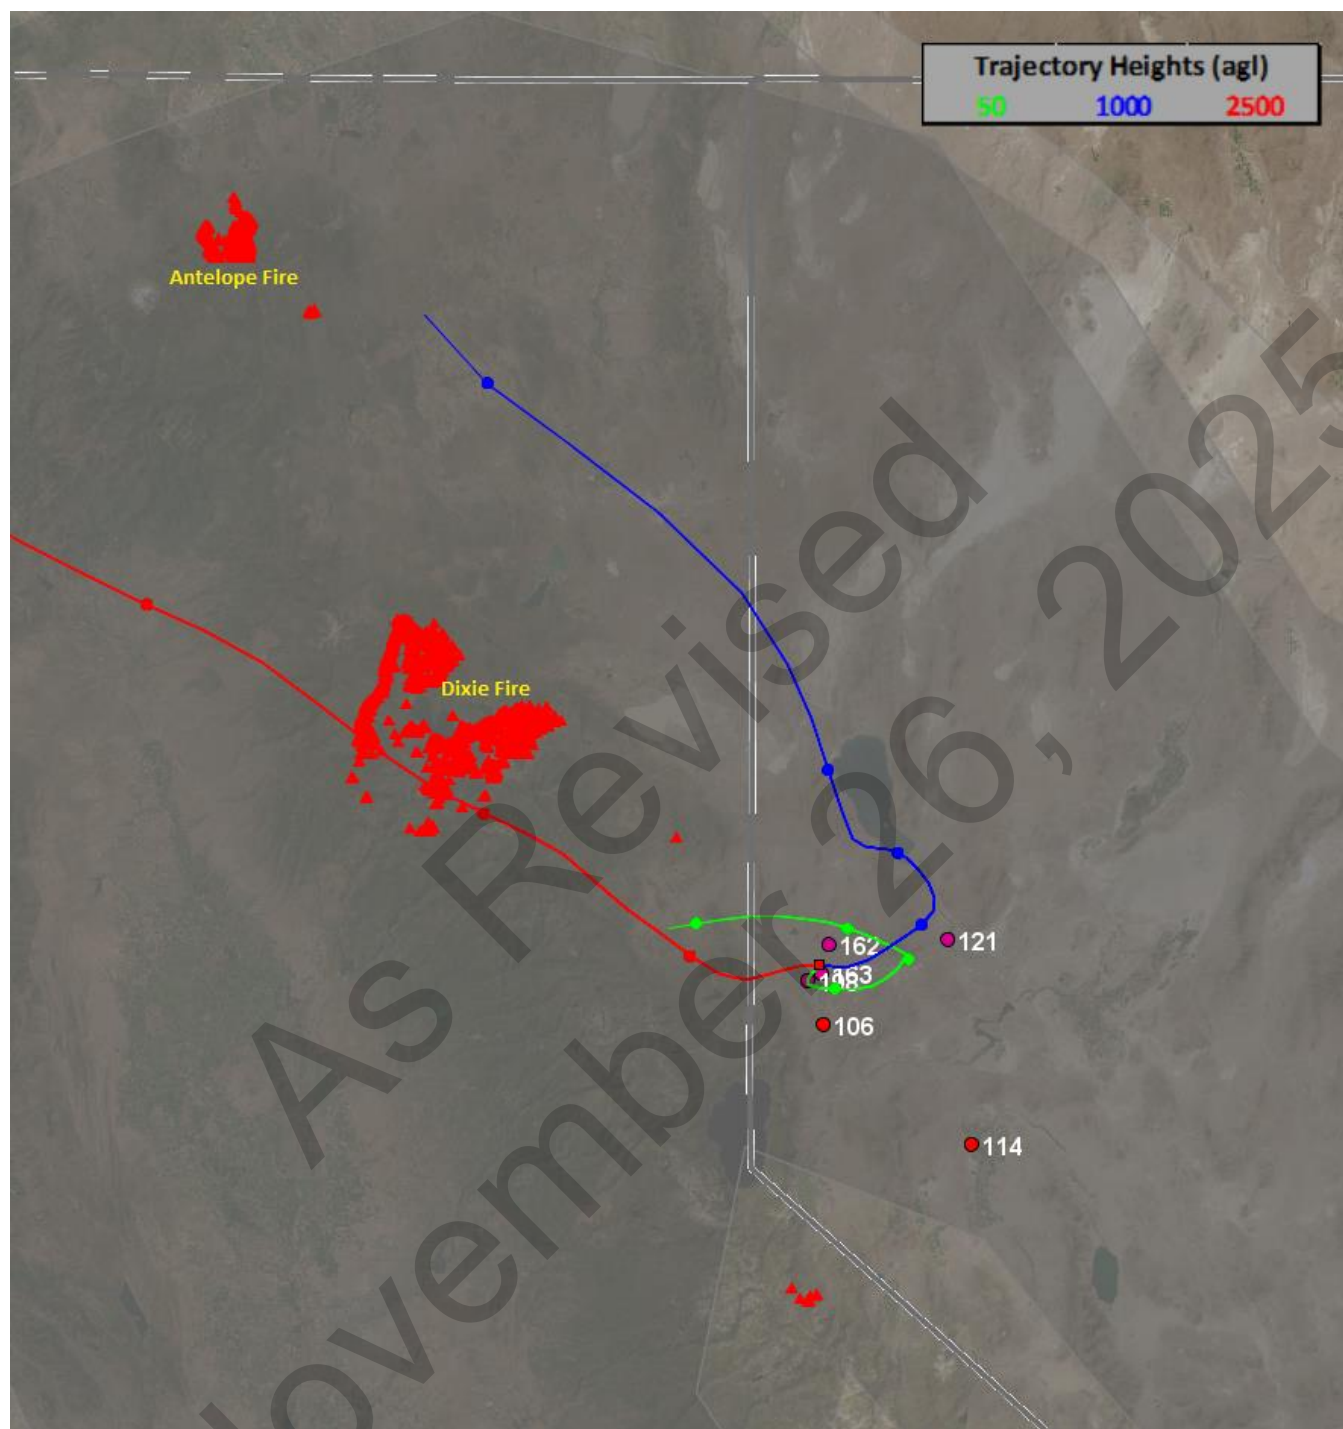 Trajectory Heights (agl)
50 1000 2500
Antelope Fire
Dixie Fire
162
121
163
106
114
As Revised
November 26, 2025